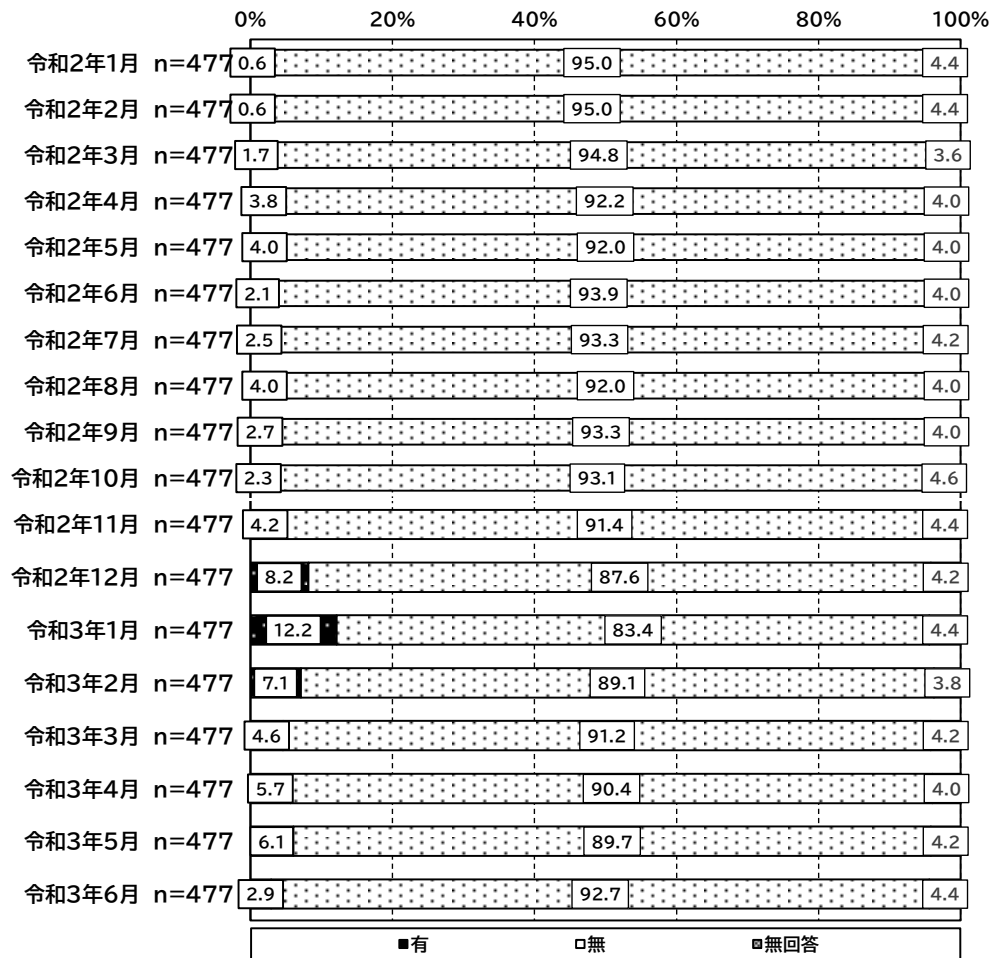 0% 20% 40% 60% 80% 100%
令和2年1月 n=477 0.6 95.0 4.4
令和2年2月 n=477 0.6 95.0 4.4
令和2年3月 n=477 1.7 94.8 3.6
令和2年4月 n=477 3.8 92.2 4.0
令和2年5月 n=477 4.0 92.0 4.0
令和2年6月 n=477 2.1 93.9 4.0
令和2年7月 n=477 2.5 93.3 4.2
令和2年8月 n=477 4.0 92.0 4.0
令和2年9月 n=477 2.7 93.3 4.0
令和2年10月 n=477 2.3 93.1 4.6
令和2年11月 n=477 4.2 91.4 4.4
令和2年12月 n=477 8.2 87.6 4.2
令和3年1月 n=477 12.2 83.4 4.4
令和3年2月 n=477 7.1 89.1 3.8
令和3年3月 n=477 4.6 91.2 4.2
令和3年4月 n=477 5.7 90.4 4.0
令和3年5月 n=477 6.1 89.7 4.2
令和3年6月 n=477 2.9 92.7 4.4
有 無 無回答